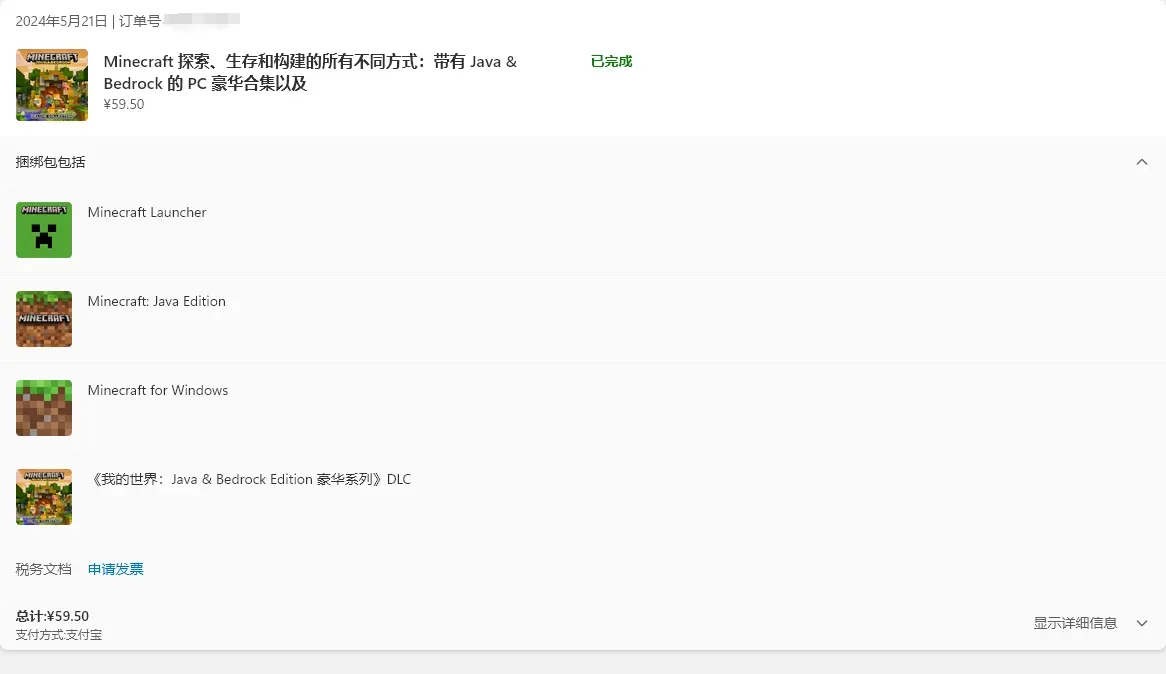 2024年5月21日 | 订单号
MINECRAFT
Minecraft 探索、生存和构建的所有不同方式：带有 Java &
Bedrock 的 PC 豪华合集以及
¥59.50
已完成
捆绑包包括
MINECRAFT
Minecraft Launcher
MINECRAFT
Minecraft: Java Edition
Minecraft for Windows
MINECRAFT
《我的世界：Java & Bedrock Edition 豪华系列》DLC
税务文档 申请发票
总计:¥59.50
支付方式:支付宝
显示详细信息